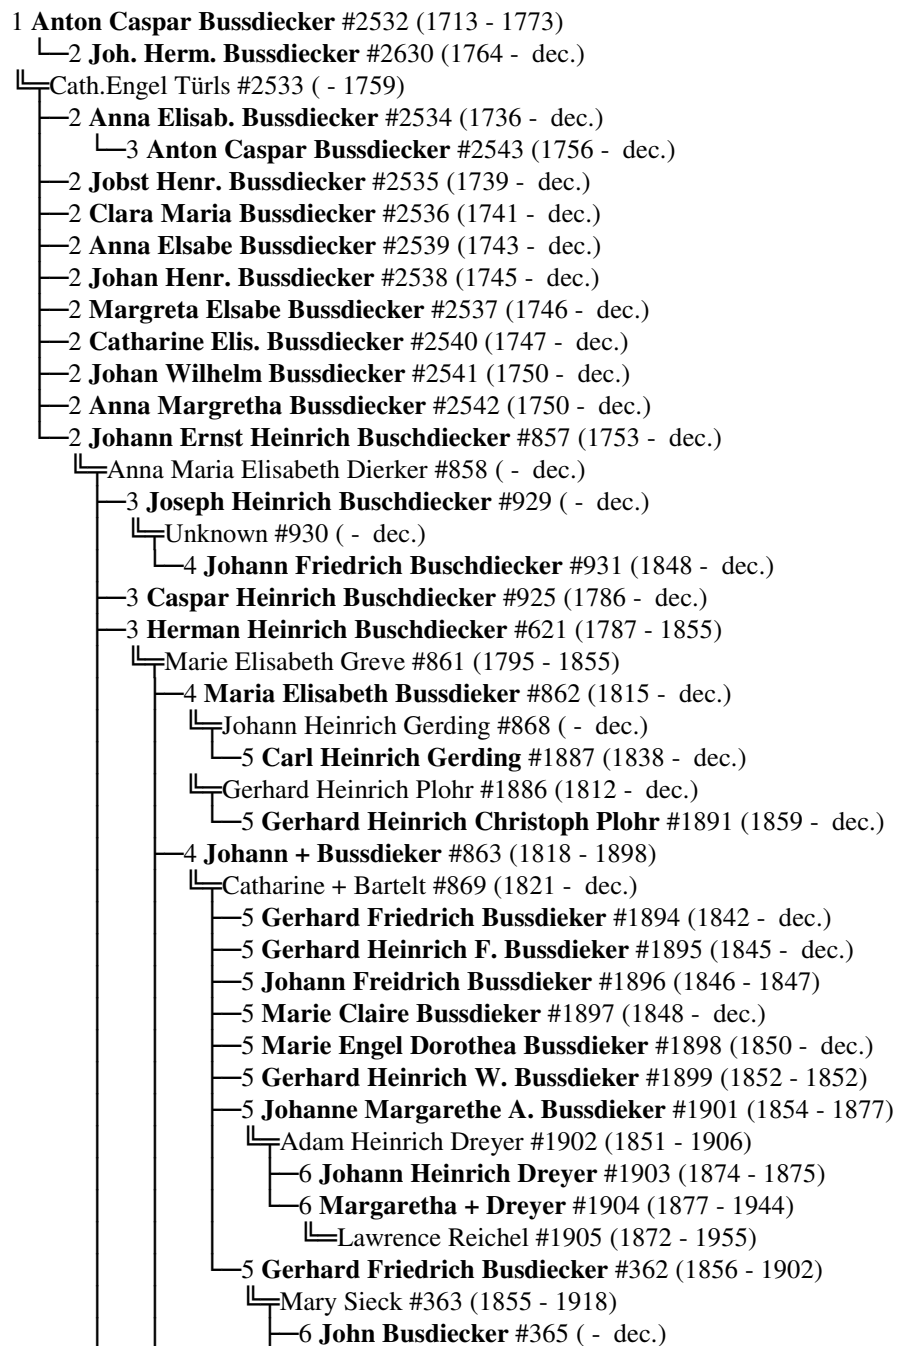 1 Anton Caspar Bussdiecker #2532 (1713 - 1773)
2 Joh. Herm. Bussdiecker #2630 (1764 - dec.)
Cath.Engel Türls #2533 ( - 1759)
2 Anna Elisab. Bussdiecker #2534 (1736 - dec.)
3 Anton Caspar Bussdiecker #2543 (1756 - dec.)
2 Jobst Henr. Bussdiecker #2535 (1739 - dec.)
2 Clara Maria Bussdiecker #2536 (1741 - dec.)
2 Anna Elsabe Bussdiecker #2539 (1743 - dec.)
2 Johan Henr. Bussdiecker #2538 (1745 - dec.)
2 Margreta Elsabe Bussdiecker #2537 (1746 - dec.)
2 Catharine Elis. Bussdiecker #2540 (1747 - dec.)
2 Johan Wilhelm Bussdiecker #2541 (1750 - dec.)
2 Anna Margretha Bussdiecker #2542 (1750 - dec.)
2 Johann Ernst Heinrich Buschdiecker #857 (1753 - dec.)
Anna Maria Elisabeth Dierker #858 ( - dec.)
3 Joseph Heinrich Buschdiecker #929 ( - dec.)
Unknown #930 ( - dec.)
4 Johann Friedrich Buschdiecker #931 (1848 - dec.)
3 Caspar Heinrich Buschdiecker #925 (1786 - dec.)
3 Herman Heinrich Buschdiecker #621 (1787 - 1855)
Marie Elisabeth Greve #861 (1795 - 1855)
4 Maria Elisabeth Bussdieker #862 (1815 - dec.)
Johann Heinrich Gerding #868 ( - dec.)
5 Carl Heinrich Gerding #1887 (1838 - dec.)
Gerhard Heinrich Plohr #1886 (1812 - dec.)
5 Gerhard Heinrich Christoph Plohr #1891 (1859 - dec.)
4 Johann + Bussdieker #863 (1818 - 1898)
Catharine + Bartelt #869 (1821 - dec.)
5 Gerhard Friedrich Bussdieker #1894 (1842 - dec.)
5 Gerhard Heinrich F. Bussdieker #1895 (1845 - dec.)
5 Johann Freidrich Bussdieker #1896 (1846 - 1847)
5 Marie Claire Bussdieker #1897 (1848 - dec.)
5 Marie Engel Dorothea Bussdieker #1898 (1850 - dec.)
5 Gerhard Heinrich W. Bussdieker #1899 (1852 - 1852)
5 Johanne Margarethe A. Bussdieker #1901 (1854 - 1877)
Adam Heinrich Dreyer #1902 (1851 - 1906)
6 Johann Heinrich Dreyer #1903 (1874 - 1875)
6 Margaretha + Dreyer #1904 (1877 - 1944)
Lawrence Reichel #1905 (1872 - 1955)
5 Gerhard Friedrich Busdiecker #362 (1856 - 1902)
Mary Sieck #363 (1855 - 1918)
6 John Busdiecker #365 ( - dec.)